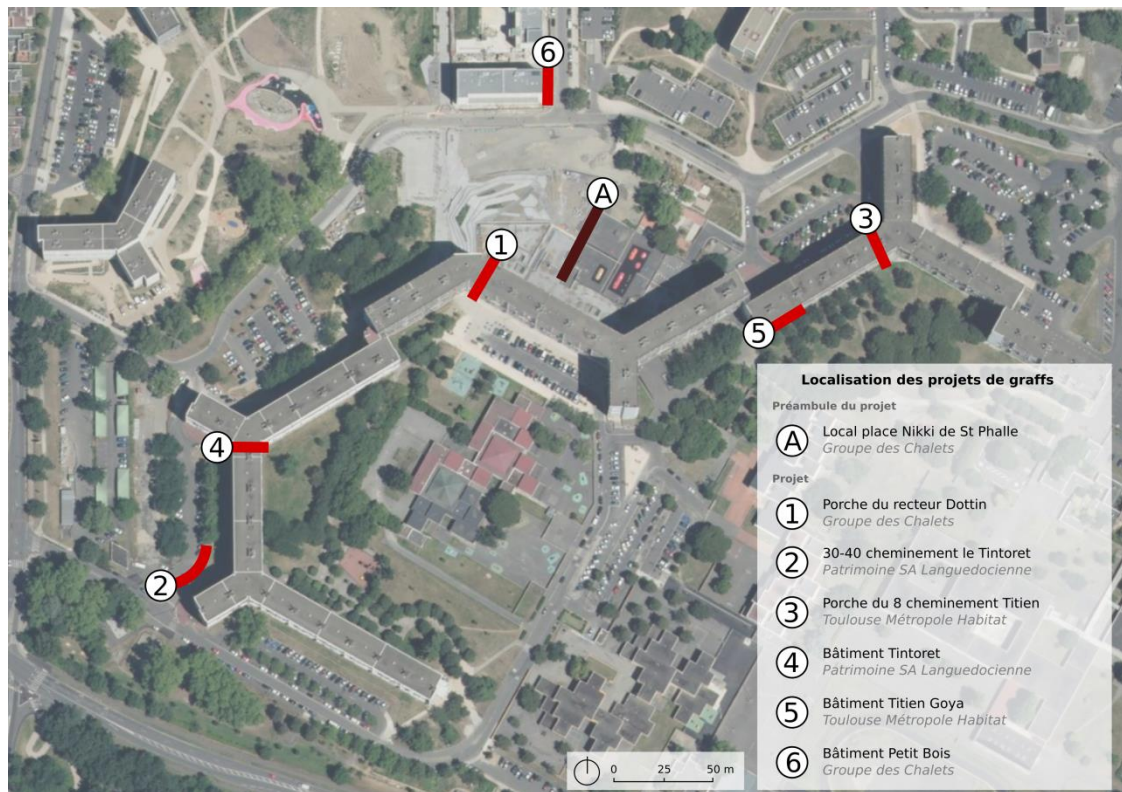 6
A
3
1
5
4
2
Localisation des projets de graffs
Préambule du projet
A
Local place Nikki de St Phalle
Groupe des Chalets
Projet
1
Porche du recteur Dottin
Groupe des Chalets
2
30-40 cheminement le Tintoret
Patrimoine SA Languedocienne
3
Porche du 8 cheminement Titien
Toulouse Métropole Habitat
4
Bâtiment Tintoret
Patrimoine SA Languedocienne
5
Bâtiment Titien Goya
Toulouse Métropole Habitat
6
Bâtiment Petit Bois
Groupe des Chalets
0 25 50 m